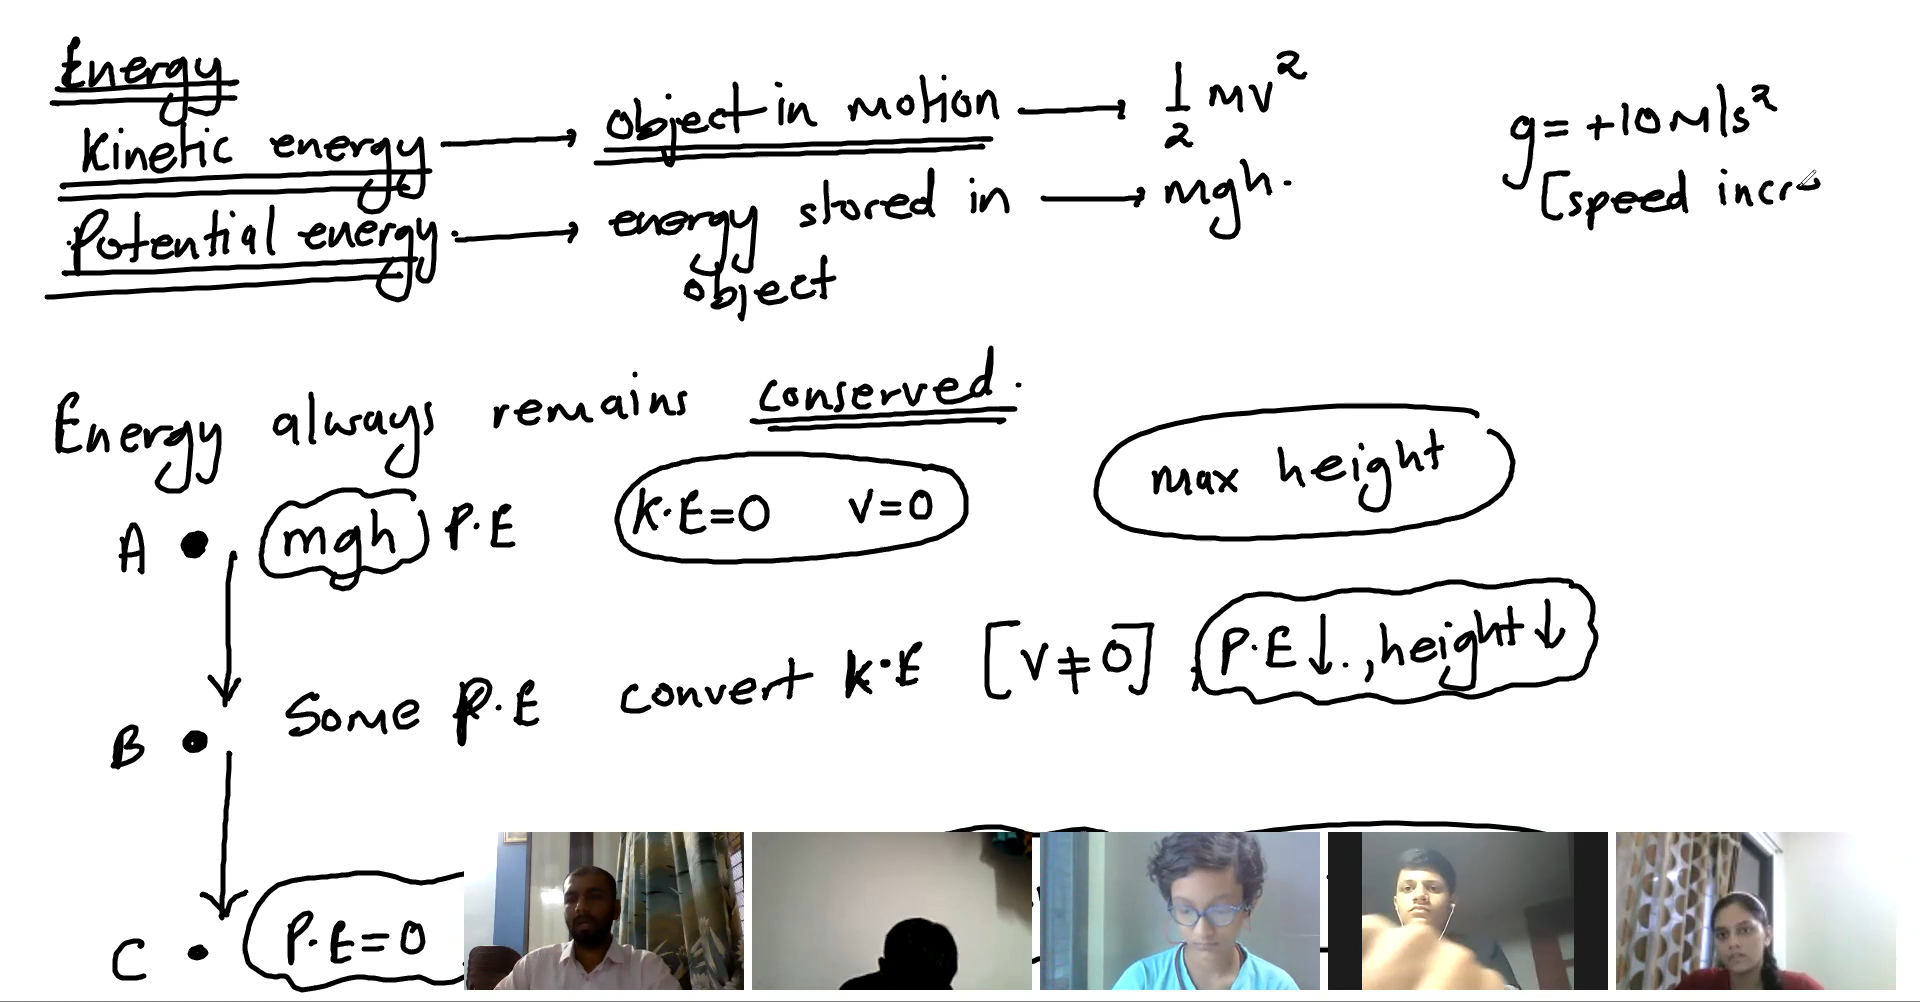 Energy
Kinetic energy → object in motion → 1/2 mv²
g = +10 m/s²
Potential energy → energy stored in object → mgh.
[speed incre
Energy always remains conserved.
max height
A • mgh P.E K.E=0 v=0
B • Some P.E convert K.E [v≠0], P.E↓., height↓
C • P.E=0